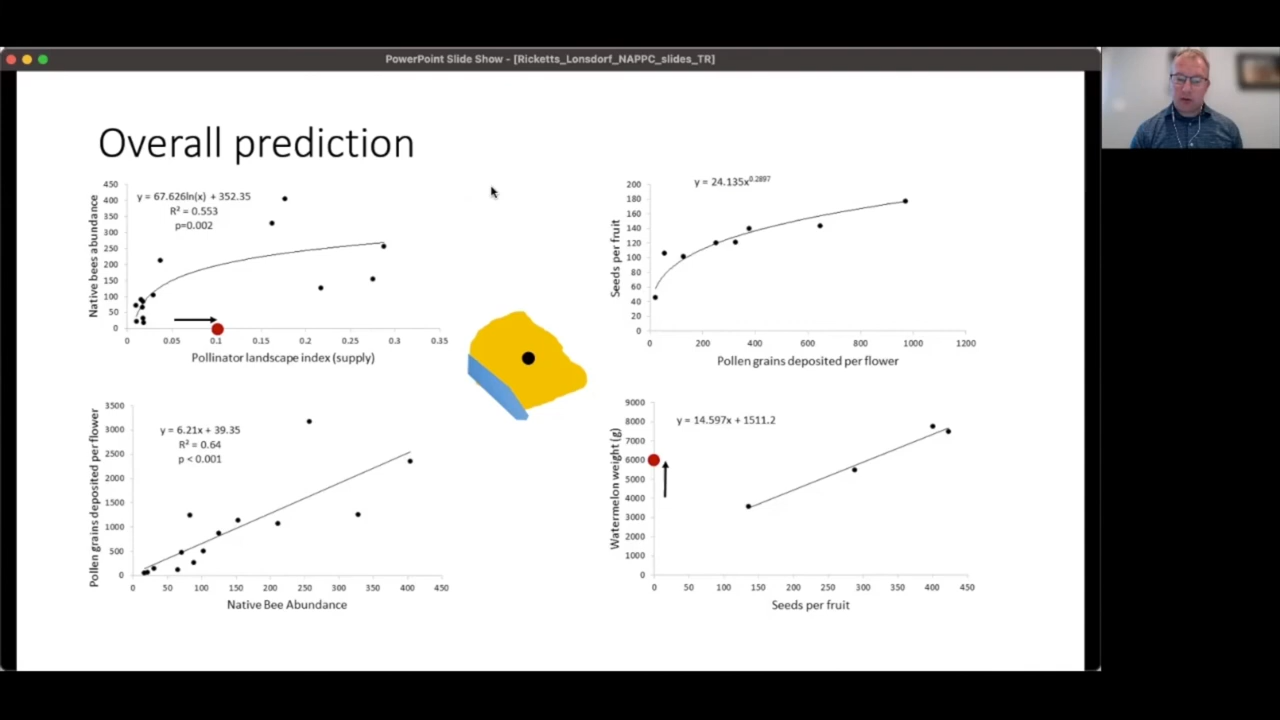 PowerPoint Slide Show - [Ricketts_Lonsdorf_NAPPC_slides_TR]
Overall prediction
450
400
350
300
250
200
150
100
50
0
Native bees abundance
y = 67.626ln(x) + 352.35
R² = 0.553
p=0.002
0 0.05 0.1 0.15 0.2 0.25 0.3 0.35
Pollinator landscape index (supply)
200
180
160
140
120
100
80
60
40
20
0
Seeds per fruit
y = 24.135x^0.2897
0 200 400 600 800 1000 1200
Pollen grains deposited per flower
3500
3000
2500
2000
1500
1000
500
0
Pollen grains deposited per flower
y = 6.21x + 39.35
R² = 0.64
p < 0.001
0 50 100 150 200 250 300 350 400 450
Native Bee Abundance
9000
8000
7000
6000
5000
4000
3000
2000
1000
0
Watermelon weight (g)
y = 14.597x + 1511.2
0 50 100 150 200 250 300 350 400 450
Seeds per fruit